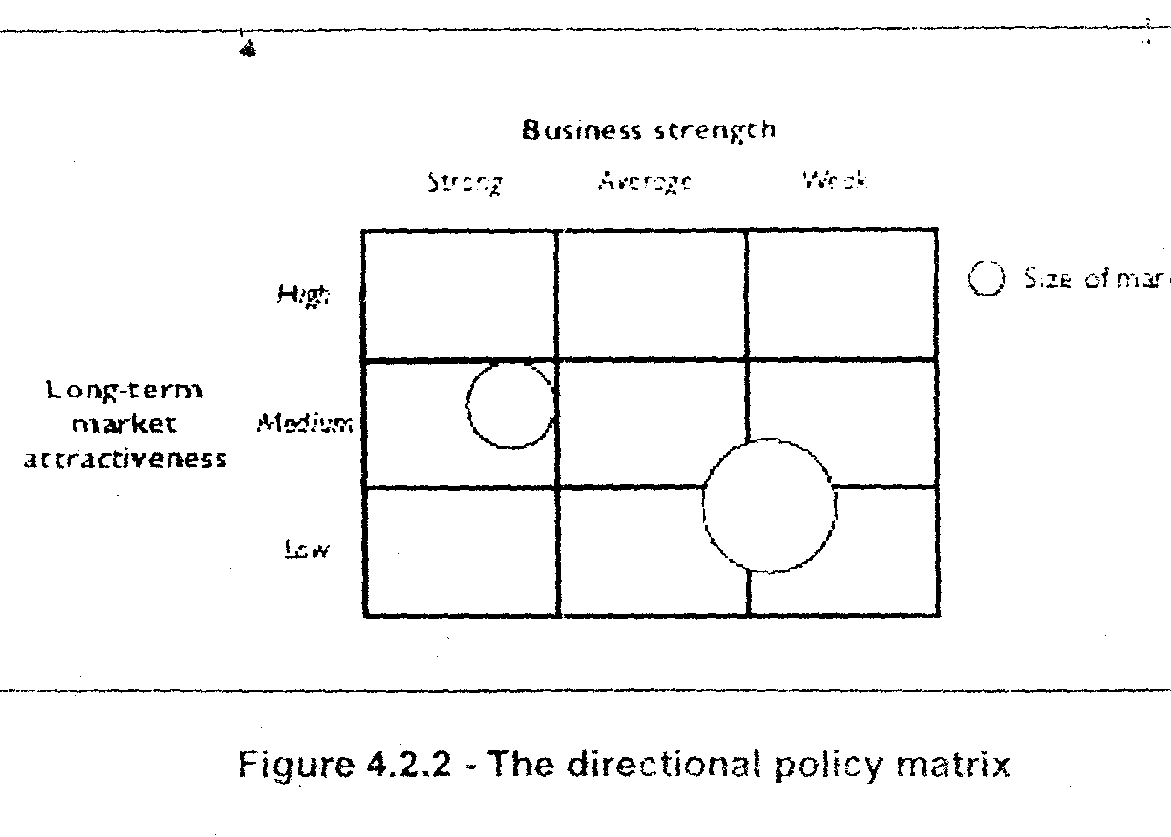 4
Business strength
Strong Average Weak
High
Size of mar
Long-term
market
attractiveness
Medium
Low
Figure 4.2.2 - The directional policy matrix